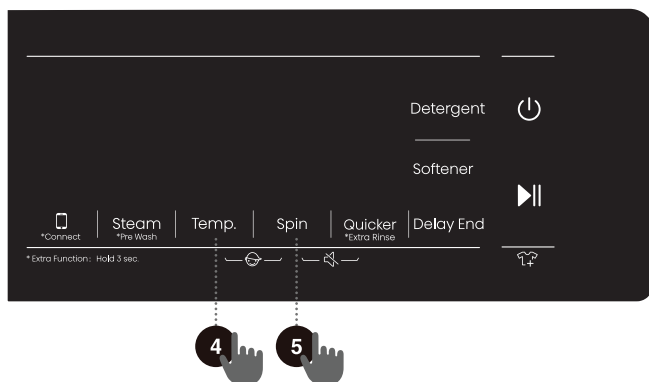 Detergent
Softener
*Connect
Steam
*Pre Wash
Temp.
Spin
Quicker
*Extra Rinse
Delay End
* Extra Function: Hold 3 sec.
4
5